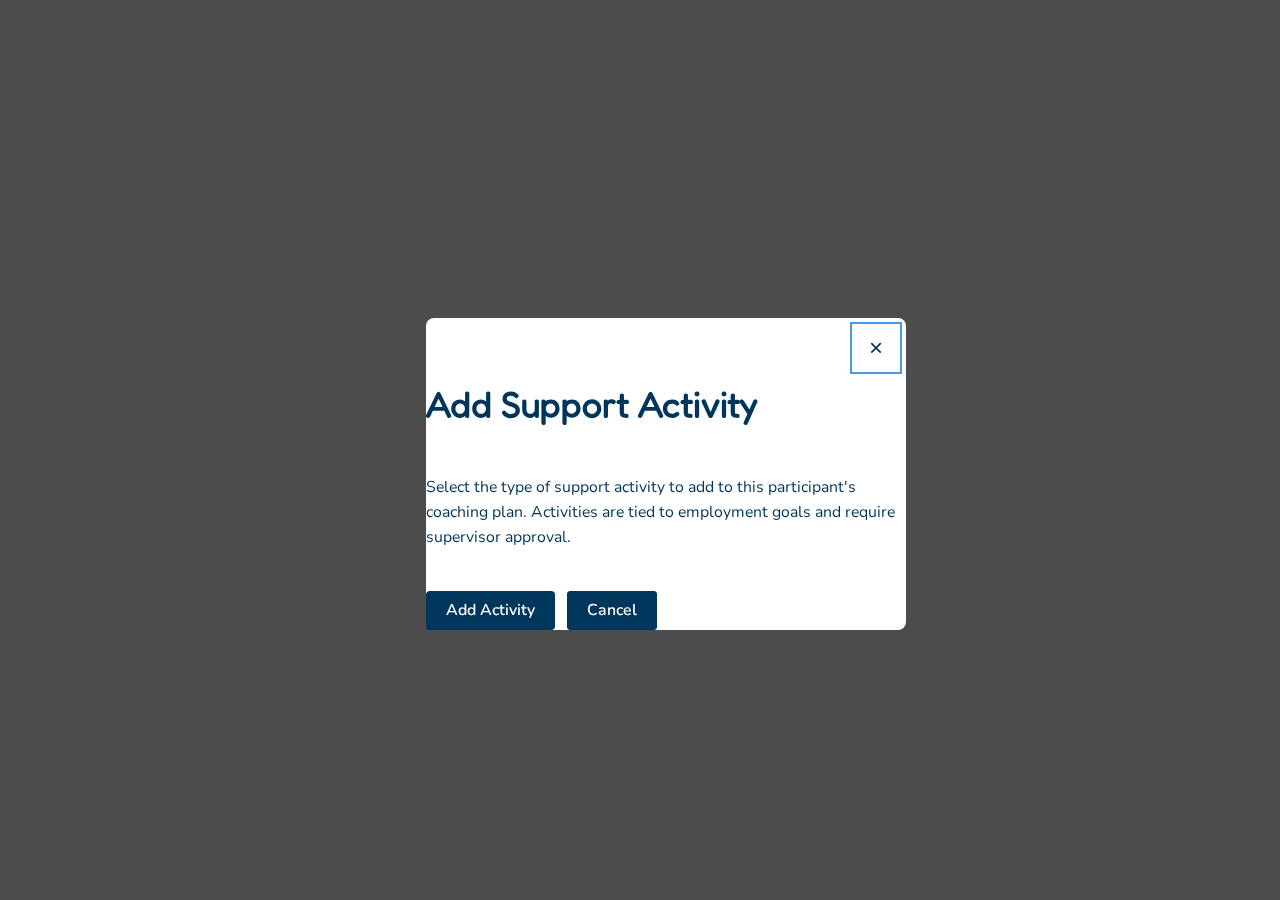 ×
Add Support Activity
Select the type of support activity to add to this participant's
coaching plan. Activities are tied to employment goals and require
supervisor approval.
Add Activity
Cancel